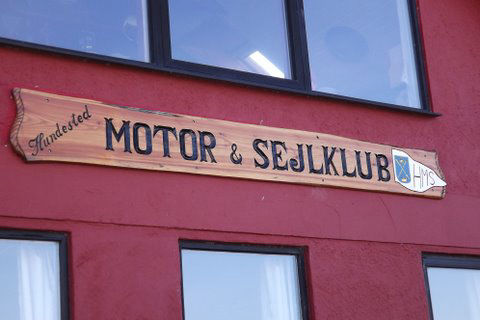 Hundested MOTOR & SEJLKLUB HMS